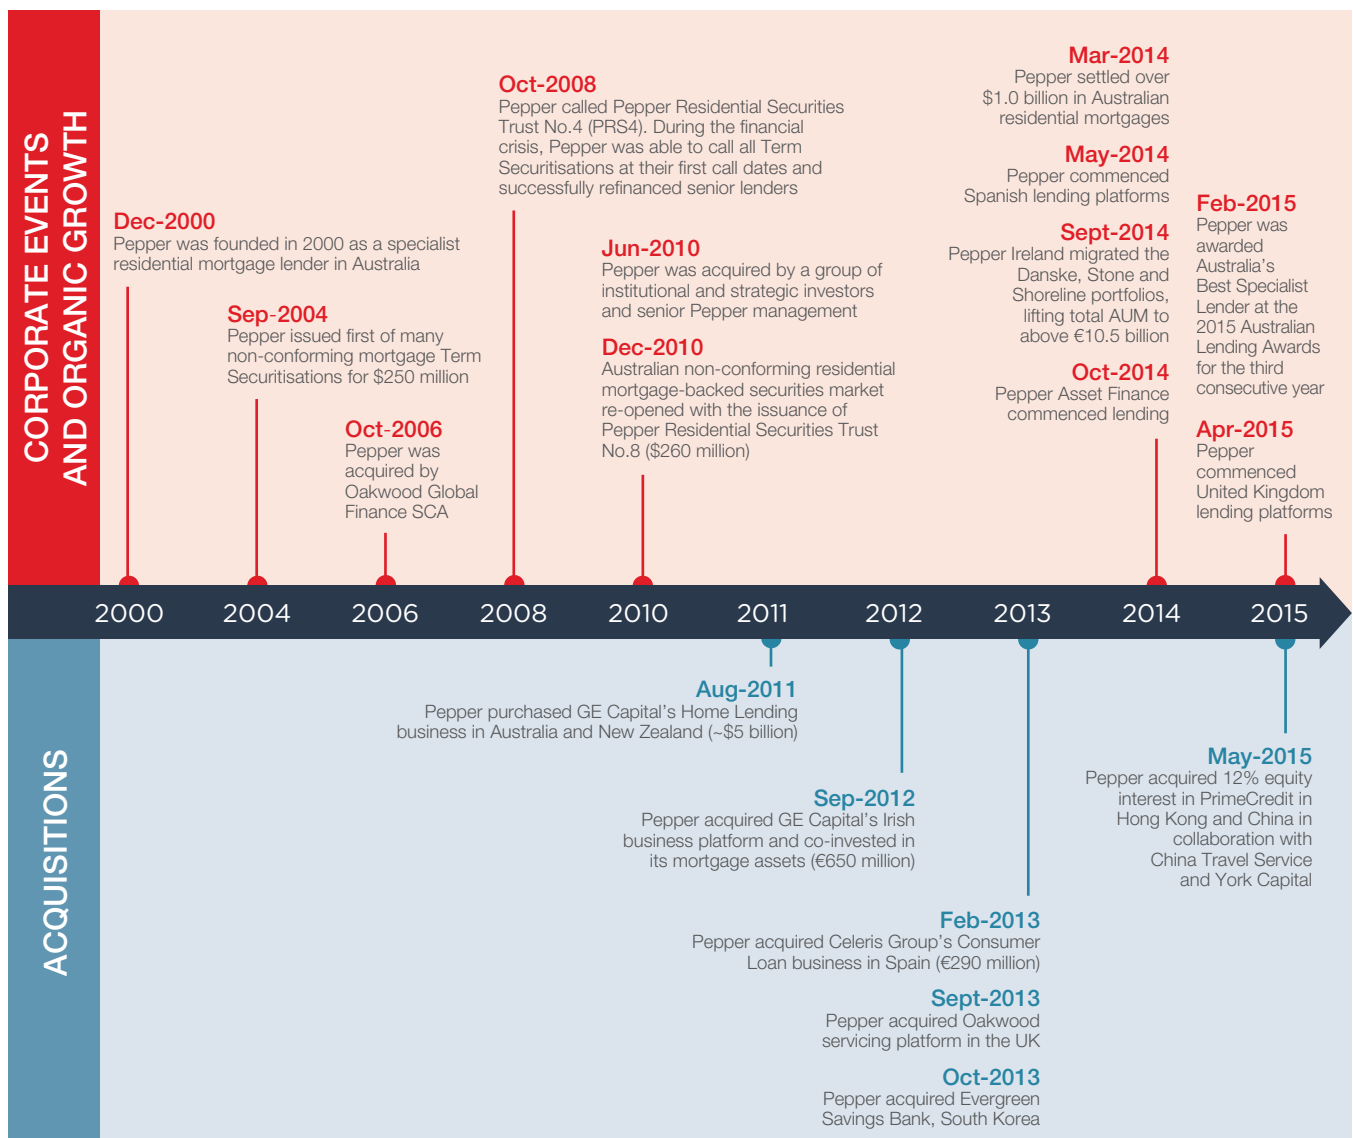 CORPORATE EVENTS
AND ORGANIC GROWTH
Dec-2000
Pepper was founded in 2000 as a specialist
residential mortgage lender in Australia
Sep-2004
Pepper issued first of many
non-conforming mortgage Term
Securitisations for $250 million
Oct-2006
Pepper was
acquired by
Oakwood Global
Finance SCA
Oct-2008
Pepper called Pepper Residential Securities
Trust No.4 (PRS4). During the financial
crisis, Pepper was able to call all Term
Securitisations at their first call dates and
successfully refinanced senior lenders
Jun-2010
Pepper was acquired by a group of
institutional and strategic investors
and senior Pepper management
Dec-2010
Australian non-conforming residential
mortgage-backed securities market
re-opened with the issuance of
Pepper Residential Securities Trust
No.8 ($260 million)
Mar-2014
Pepper settled over
$1.0 billion in Australian
residential mortgages
May-2014
Pepper commenced
Spanish lending platforms
Sept-2014
Pepper Ireland migrated the
Danske, Stone and
Shoreline portfolios,
lifting total AUM to
above €10.5 billion
Oct-2014
Pepper Asset Finance
commenced lending
Feb-2015
Pepper was
awarded
Australia's
Best Specialist
Lender at the
2015 Australian
Lending Awards
for the third
consecutive year
Apr-2015
Pepper
commenced
United Kingdom
lending platforms
2000 2004 2006 2008 2010 2011 2012 2013 2014 2015
ACQUISITIONS
Aug-2011
Pepper purchased GE Capital's Home Lending
business in Australia and New Zealand (~$5 billion)
Sep-2012
Pepper acquired GE Capital's Irish
business platform and co-invested in
its mortgage assets (€650 million)
Feb-2013
Pepper acquired Celeris Group's Consumer
Loan business in Spain (€290 million)
Sept-2013
Pepper acquired Oakwood
servicing platform in the UK
Oct-2013
Pepper acquired Evergreen
Savings Bank, South Korea
May-2015
Pepper acquired 12% equity
interest in PrimeCredit in
Hong Kong and China in
collaboration with
China Travel Service
and York Capital